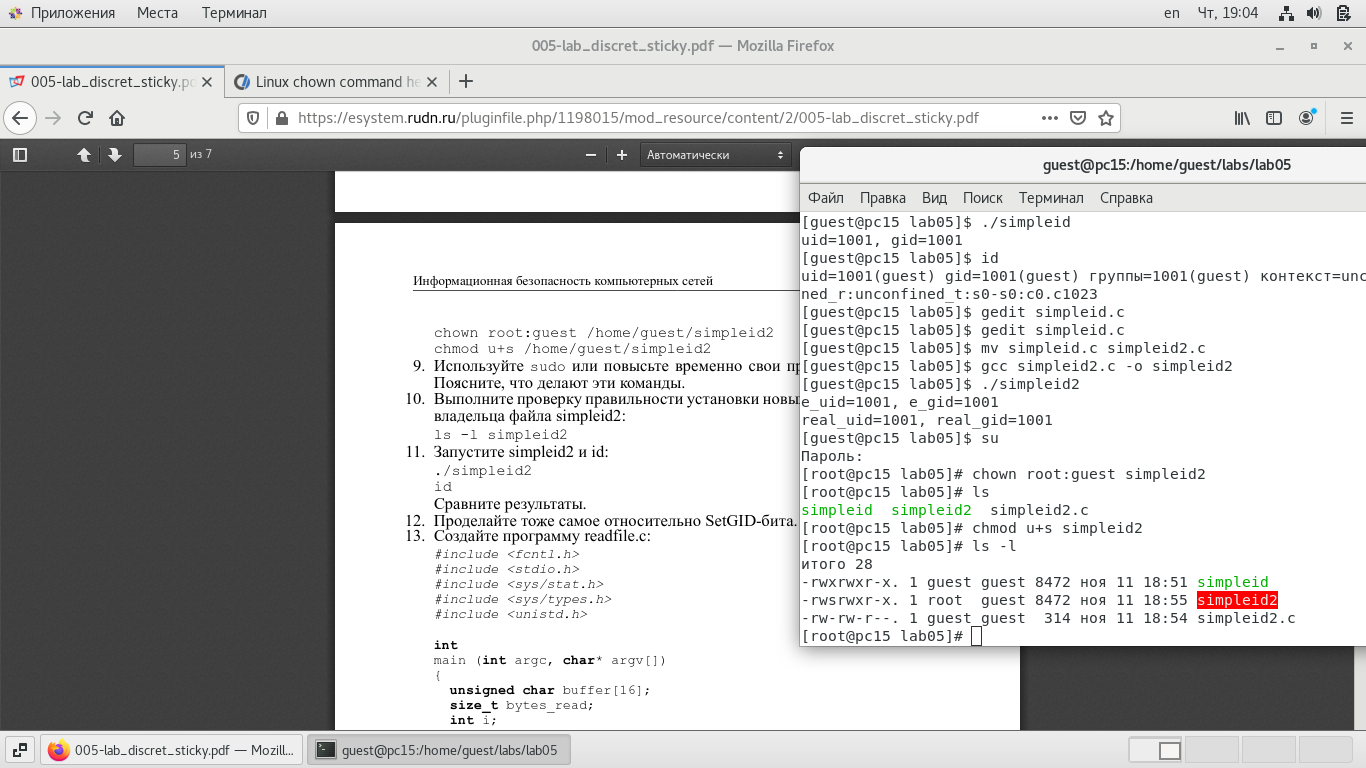 Приложения Места Терминал en Чт, 19:04
005-lab_discret_sticky.pdf — Mozilla Firefox
005-lab_discret_sticky.pd Linux chown command he
https://esystem.rudn.ru/pluginfile.php/1198015/mod_resource/content/2/005-lab_discret_sticky.pdf
5 из 7 Автоматически
Информационная безопасность компьютерных сетей
chown root:guest /home/guest/simpleid2
chmod u+s /home/guest/simpleid2
9. Используйте sudo или повысьте временно свои пр
Поясните, что делают эти команды.
10. Выполните проверку правильности установки новы
владельца файла simpleid2:
ls -l simpleid2
11. Запустите simpleid2 и id:
./simpleid2
id
Сравните результаты.
12. Проделайте тоже самое относительно SetGID-бита.
13. Создайте программу readfile.c:
#include <fcntl.h>
#include <stdio.h>
#include <sys/stat.h>
#include <sys/types.h>
#include <unistd.h>
int
main (int argc, char* argv[])
{
unsigned char buffer[16];
size_t bytes_read;
int i;
guest@pc15:/home/guest/labs/lab05
Файл Правка Вид Поиск Терминал Справка
[guest@pc15 lab05]$ ./simpleid
uid=1001, gid=1001
[guest@pc15 lab05]$ id
uid=1001(guest) gid=1001(guest) группы=1001(guest) контекст=unc
ned_r:unconfined_t:s0-s0:c0.c1023
[guest@pc15 lab05]$ gedit simpleid.c
[guest@pc15 lab05]$ gedit simpleid.c
[guest@pc15 lab05]$ mv simpleid.c simpleid2.c
[guest@pc15 lab05]$ gcc simpleid2.c -o simpleid2
[guest@pc15 lab05]$ ./simpleid2
e_uid=1001, e_gid=1001
real_uid=1001, real_gid=1001
[guest@pc15 lab05]$ su
Пароль:
[root@pc15 lab05]# chown root:guest simpleid2
[root@pc15 lab05]# ls
simpleid simpleid2 simpleid2.c
[root@pc15 lab05]# chmod u+s simpleid2
[root@pc15 lab05]# ls -l
итого 28
-rwxrwxr-x. 1 guest guest 8472 ноя 11 18:51 simpleid
-rwsrwxr-x. 1 root guest 8472 ноя 11 18:55 simpleid2
-rw-rw-r--. 1 guest guest 314 ноя 11 18:54 simpleid2.c
[root@pc15 lab05]#
005-lab_discret_sticky.pdf — Mozill... guest@pc15:/home/guest/labs/lab05